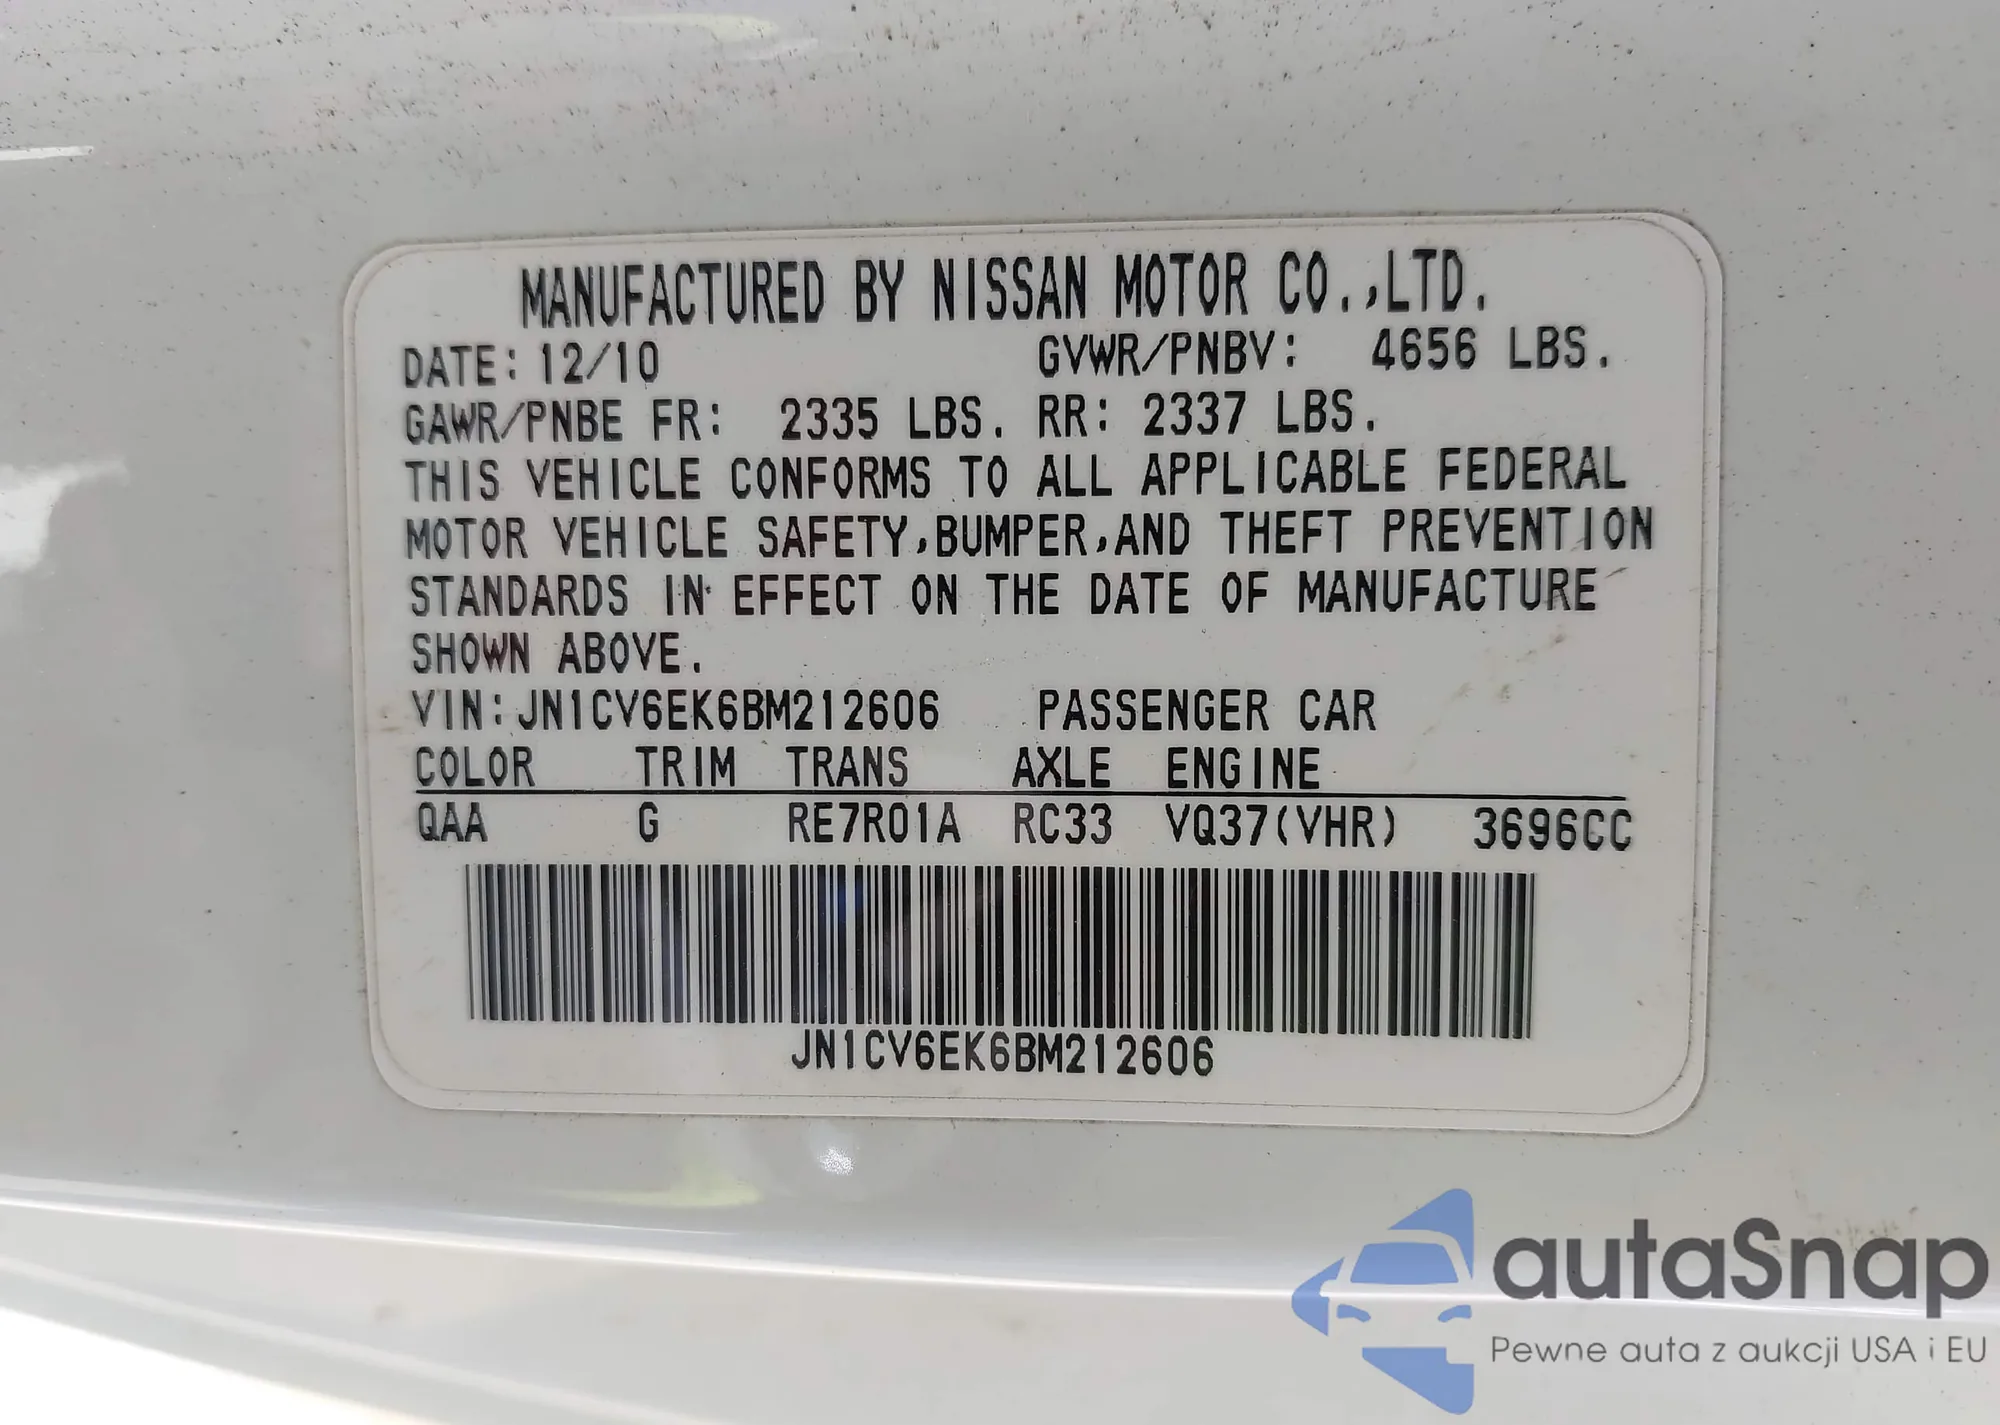 MANUFACTURED BY NISSAN MOTOR CO.,LTD.
DATE: 12/10 GVWR/PNBV: 4656 LBS.
GAWR/PNBE FR: 2335 LBS. RR: 2337 LBS.
THIS VEHICLE CONFORMS TO ALL APPLICABLE FEDERAL
MOTOR VEHICLE SAFETY,BUMPER,AND THEFT PREVENTION
STANDARDS IN EFFECT ON THE DATE OF MANUFACTURE
SHOWN ABOVE.
VIN:JN1CV6EK6BM212606 PASSENGER CAR
COLOR TRIM TRANS AXLE ENGINE
QAA G RE7R01A RC33 VQ37(VHR) 3696CC
JN1CV6EK6BM212606
autaSnap
Pewne auta z aukcji USA i EU